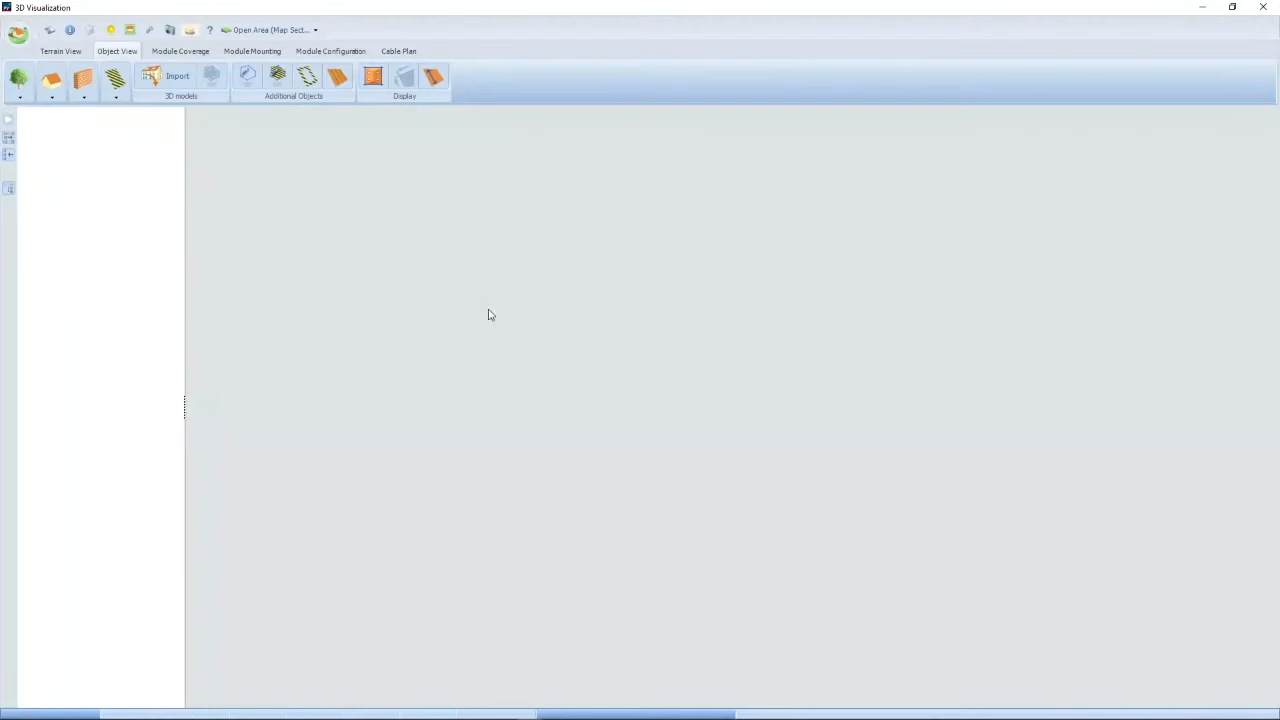 3D Visualization
Open Area (Map Sect...
Terrain View Object View Module Coverage Module Mounting Module Configuration Cable Plan
Import
3D models Additional Objects Display